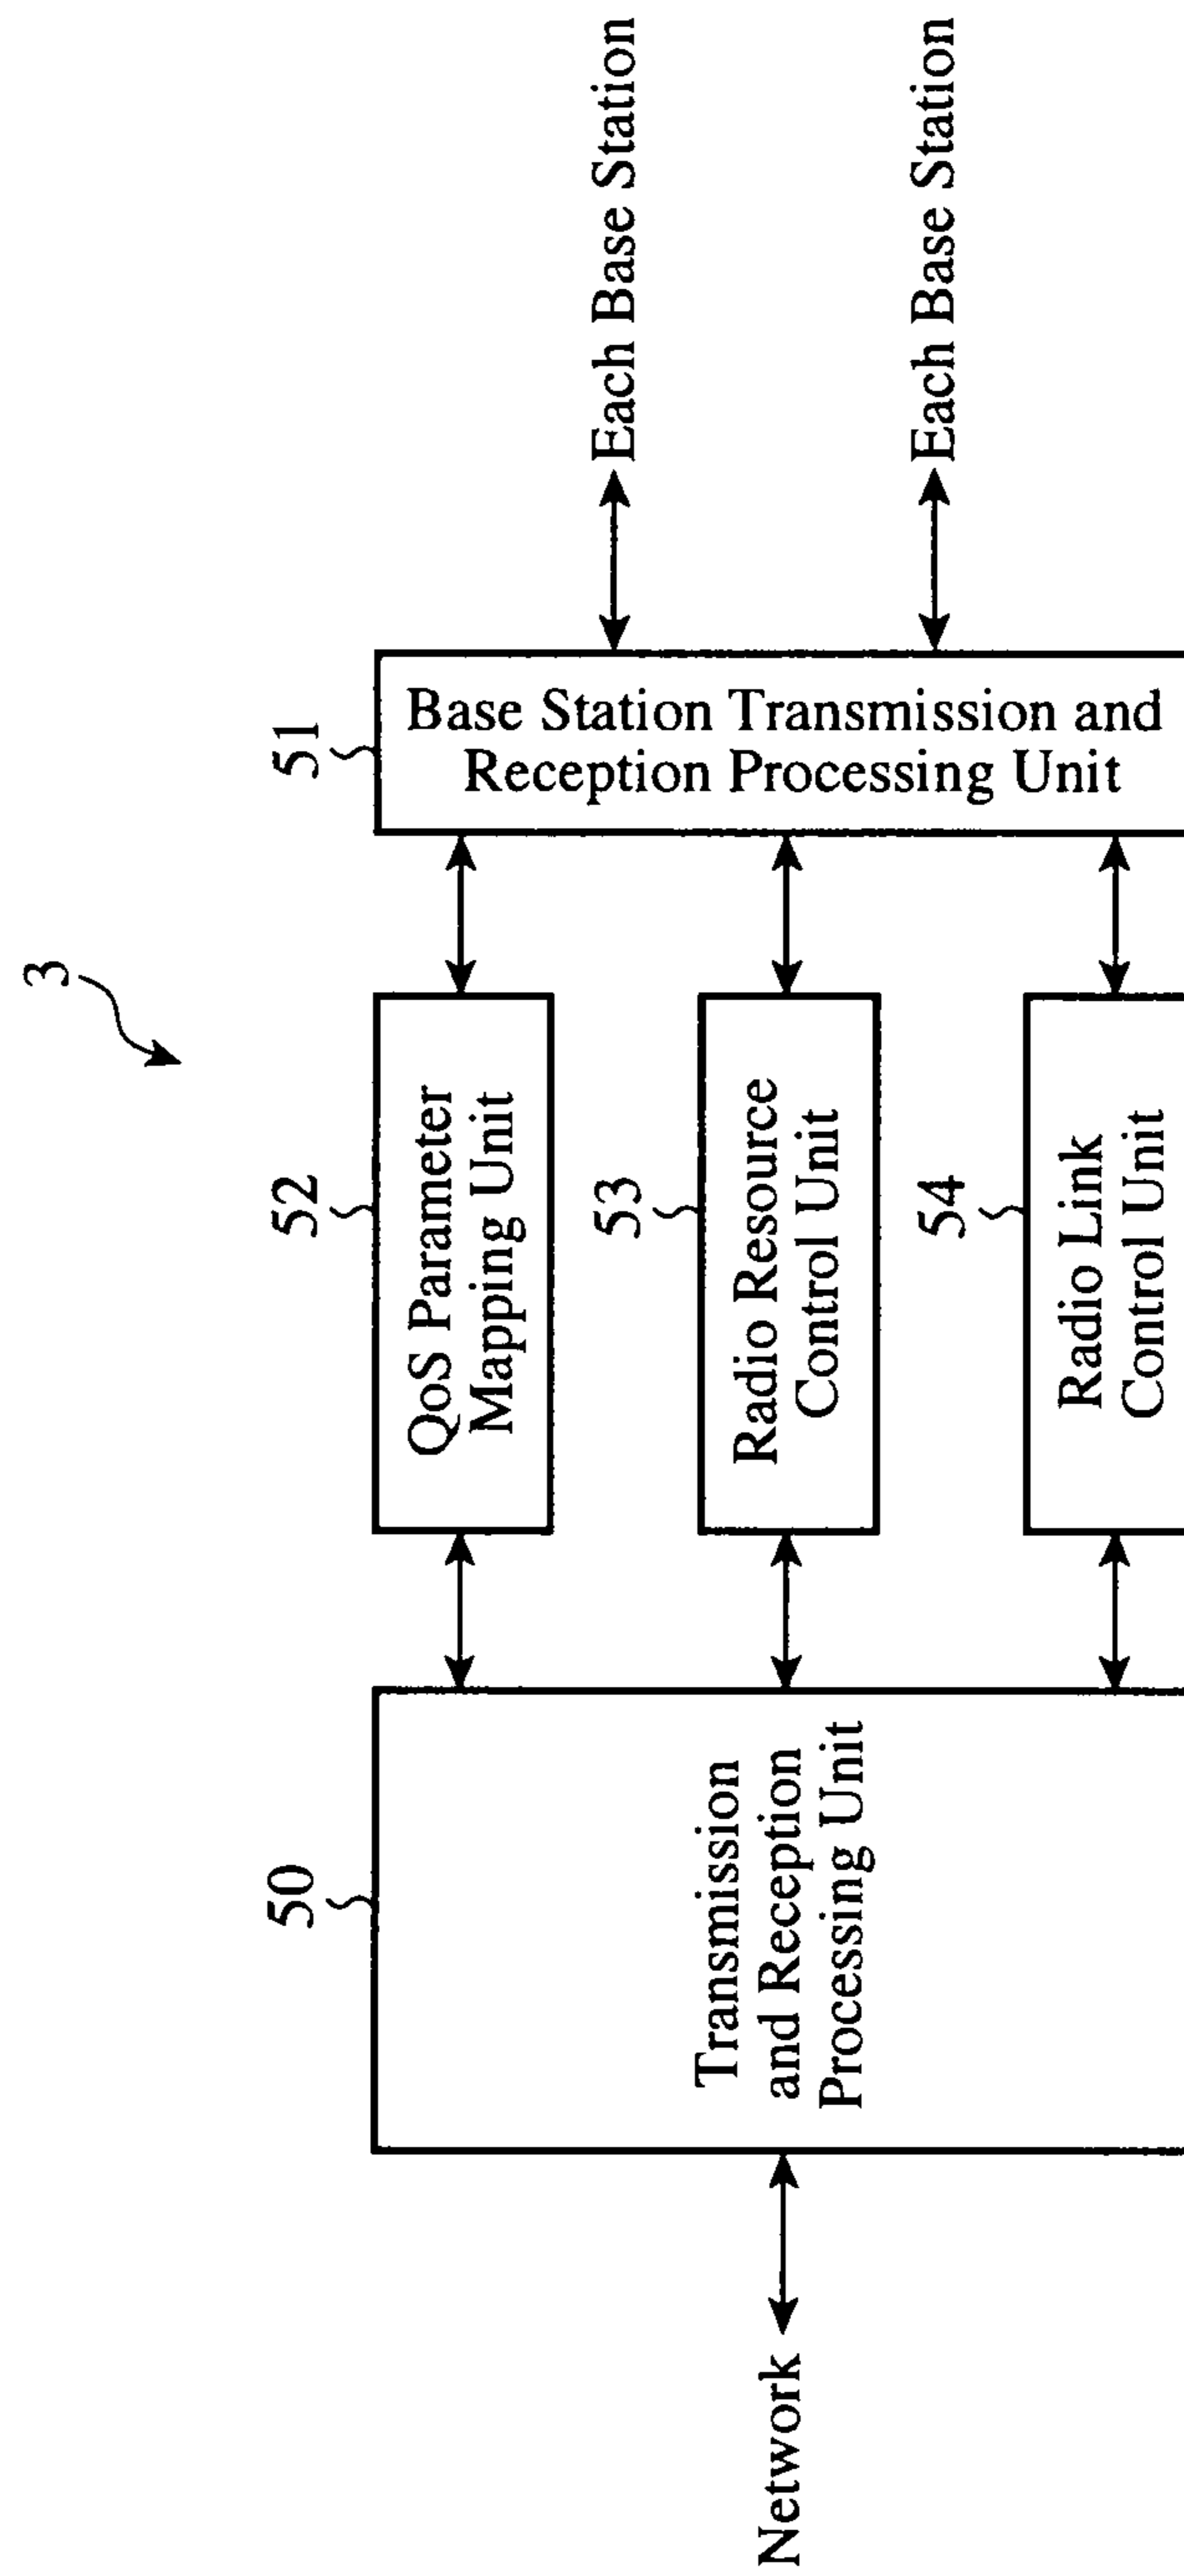 3
50
Transmission
and Reception
Processing Unit
Network
52
QoS Parameter
Mapping Unit
53
Radio Resource
Control Unit
54
Radio Link
Control Unit
51
Base Station Transmission and
Reception Processing Unit
Each Base Station
Each Base Station